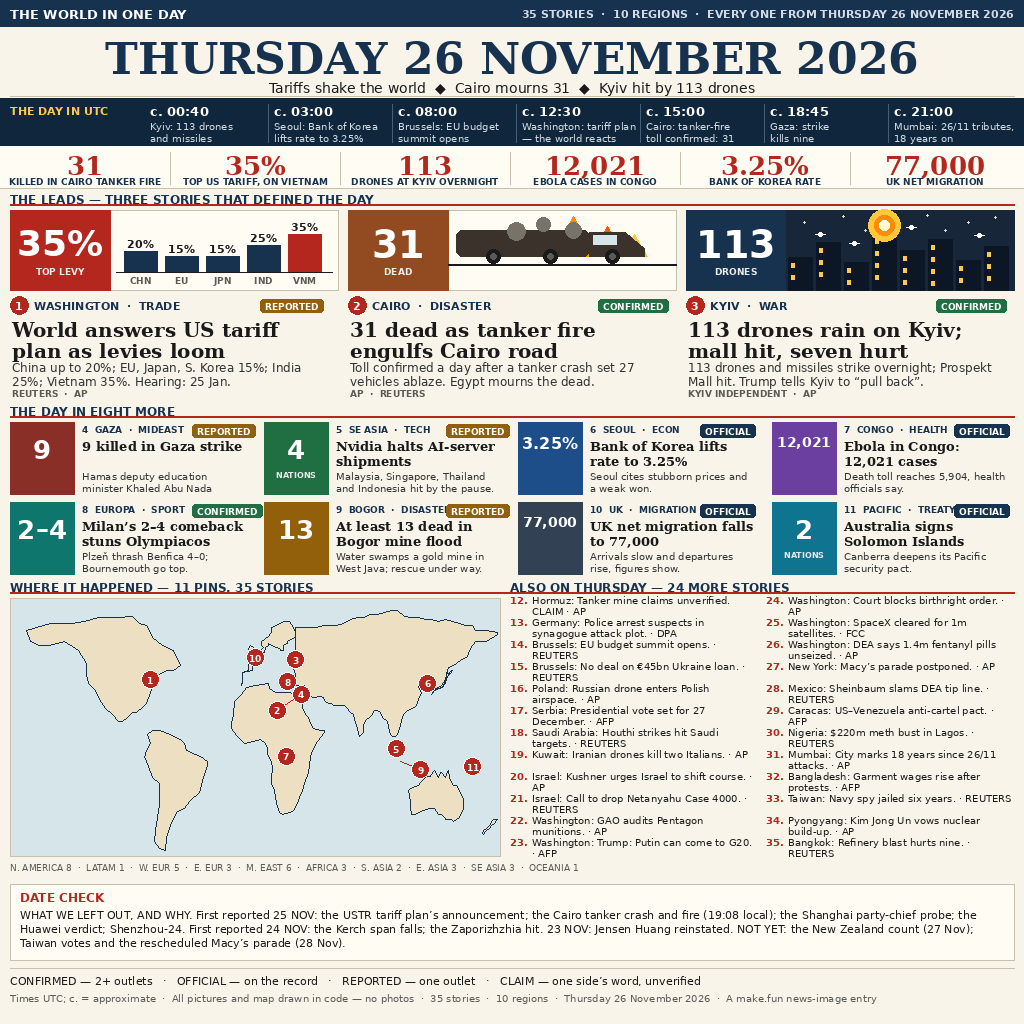 THE WORLD IN ONE DAY
35 STORIES · 10 REGIONS · EVERY ONE FROM THURSDAY 26 NOVEMBER 2026
THURSDAY 26 NOVEMBER 2026
Tariffs shake the world ◆ Cairo mourns 31 ◆ Kyiv hit by 113 drones
THE DAY IN UTC
c. 00:40
Kyiv: 113 drones
and missiles
c. 03:00
Seoul: Bank of Korea
lifts rate to 3.25%
c. 08:00
Brussels: EU budget
summit opens
c. 12:30
Washington: tariff plan
— the world reacts
c. 15:00
Cairo: tanker-fire
toll confirmed: 31
c. 18:45
Gaza: strike
kills nine
c. 21:00
Mumbai: 26/11 tributes,
18 years on
31
KILLED IN CAIRO TANKER FIRE
35%
TOP US TARIFF, ON VIETNAM
113
DRONES AT KYIV OVERNIGHT
12,021
EBOLA CASES IN CONGO
3.25%
BANK OF KOREA RATE
77,000
UK NET MIGRATION
THE LEADS — THREE STORIES THAT DEFINED THE DAY
35%
TOP LEVY
20%
15%
15%
25%
35%
CHN
EU
JPN
IND
VNM
31
DEAD
113
DRONES
1 WASHINGTON · TRADE
REPORTED
World answers US tariff
plan as levies loom
China up to 20%; EU, Japan, S. Korea 15%; India
25%; Vietnam 35%. Hearing: 25 Jan.
REUTERS · AP
2 CAIRO · DISASTER
CONFIRMED
31 dead as tanker fire
engulfs Cairo road
Toll confirmed a day after a tanker crash set 27
vehicles ablaze. Egypt mourns the dead.
AP · REUTERS
3 KYIV · WAR
CONFIRMED
113 drones rain on Kyiv;
mall hit, seven hurt
113 drones and missiles strike overnight; Prospekt
Mall hit. Trump tells Kyiv to “pull back”.
KYIV INDEPENDENT · AP
THE DAY IN EIGHT MORE
9
4 GAZA · MIDEAST
REPORTED
9 killed in Gaza strike
Hamas deputy education
minister Khaled Abu Nada
4
NATIONS
5 SE ASIA · TECH
REPORTED
Nvidia halts AI-server
shipments
Malaysia, Singapore, Thailand
and Indonesia hit by the pause.
3.25%
6 SEOUL · ECON
OFFICIAL
Bank of Korea lifts
rate to 3.25%
Seoul cites stubborn prices and
a weak won.
12,021
7 CONGO · HEALTH
OFFICIAL
Ebola in Congo:
12,021 cases
Death toll reaches 5,904, health
officials say.
2–4
8 EUROPA · SPORT
CONFIRMED
Milan’s 2–4 comeback
stuns Olympiacos
Plzeň thrash Benfica 4–0;
Bournemouth go top.
13
9 BOGOR · DISASTE
REPORTED
At least 13 dead in
Bogor mine flood
Water swamps a gold mine in
West Java; rescue under way.
77,000
10 UK · MIGRATION
OFFICIAL
UK net migration falls
to 77,000
Arrivals slow and departures
rise, figures show.
2
NATIONS
11 PACIFIC · TREATY
OFFICIAL
Australia signs
Solomon Islands
Canberra deepens its Pacific
security pact.
WHERE IT HAPPENED — 11 PINS, 35 STORIES
1
10
3
8
4
2
6
7
5
9
11
N. AMERICA 8 · LATAM 1 · W. EUR 5 · E. EUR 3 · M. EAST 6 · AFRICA 3 · S. ASIA 2 · E. ASIA 3 · SE ASIA 3 · OCEANIA 1
ALSO ON THURSDAY — 24 MORE STORIES
12. Hormuz: Tanker mine claims unverified. ·
CLAIM · AP
13. Germany: Police arrest suspects in
synagogue attack plot. · DPA
14. Brussels: EU budget summit opens. ·
REUTERS
15. Brussels: No deal on €45bn Ukraine loan. ·
REUTERS
16. Poland: Russian drone enters Polish
airspace. · AP
17. Serbia: Presidential vote set for 27
December. · AFP
18. Saudi Arabia: Houthi strikes hit Saudi
targets. · REUTERS
19. Kuwait: Iranian drones kill two Italians. · AP
20. Israel: Kushner urges Israel to shift course. ·
AP
21. Israel: Call to drop Netanyahu Case 4000. ·
REUTERS
22. Washington: GAO audits Pentagon
munitions. · AP
23. Washington: Trump: Putin can come to G20.
· AFP
24. Washington: Court blocks birthright order. ·
AP
25. Washington: SpaceX cleared for 1m
satellites. · FCC
26. Washington: DEA says 1.4m fentanyl pills
unseized. · AP
27. New York: Macy’s parade postponed. · AP
28. Mexico: Sheinbaum slams DEA tip line. ·
REUTERS
29. Caracas: US–Venezuela anti-cartel pact. ·
AFP
30. Nigeria: $220m meth bust in Lagos. ·
REUTERS
31. Mumbai: City marks 18 years since 26/11
attacks. · AP
32. Bangladesh: Garment wages rise after
protests. · AFP
33. Taiwan: Navy spy jailed six years. · REUTERS
34. Pyongyang: Kim Jong Un vows nuclear
build-up. · AP
35. Bangkok: Refinery blast hurts nine. ·
REUTERS
DATE CHECK
WHAT WE LEFT OUT, AND WHY. First reported 25 NOV: the USTR tariff plan’s announcement; the Cairo tanker crash and fire (19:08 local); the Shanghai party-chief probe; the
Huawei verdict; Shenzhou-24. First reported 24 NOV: the Kerch span falls; the Zaporizhzhia hit. 23 NOV: Jensen Huang reinstated. NOT YET: the New Zealand count (27 Nov);
Taiwan votes and the rescheduled Macy’s parade (28 Nov).
CONFIRMED — 2+ outlets · OFFICIAL — on the record · REPORTED — one outlet · CLAIM — one side’s word, unverified
Times UTC; c. = approximate · All pictures and map drawn in code — no photos · 35 stories · 10 regions · Thursday 26 November 2026 · A make.fun news-image entry